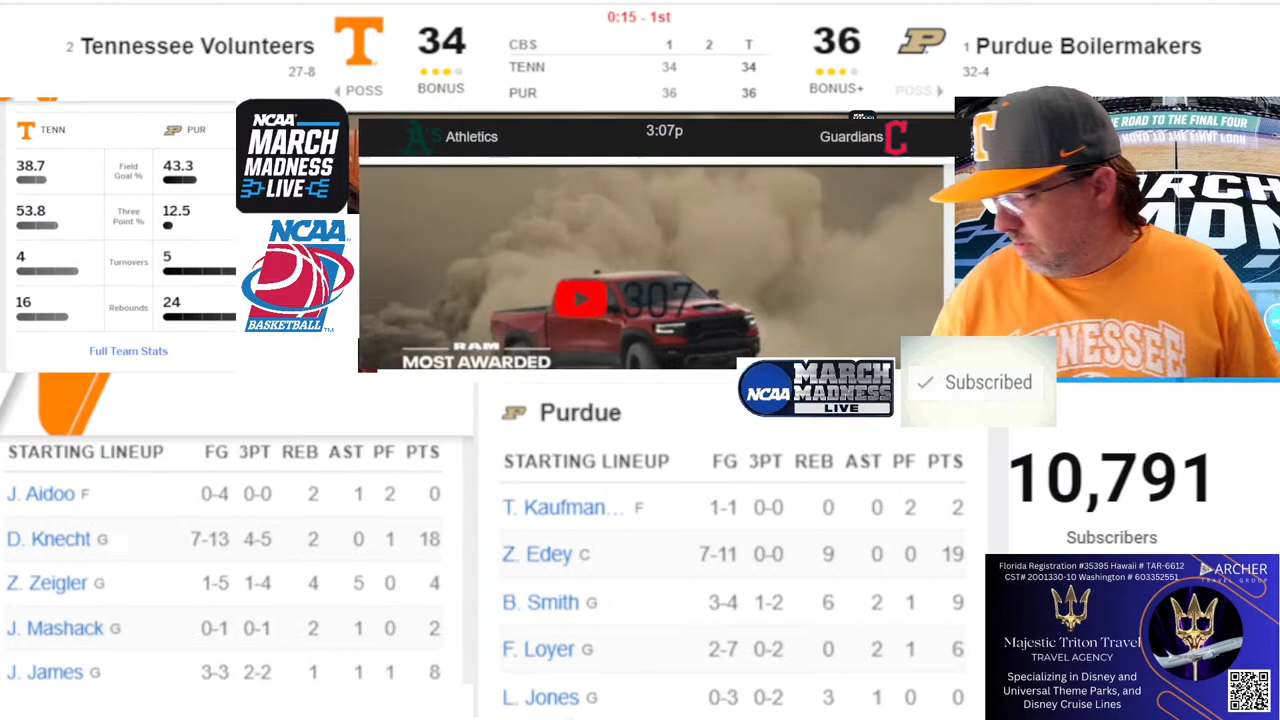 0:15 - 1st
2 Tennessee Volunteers 34 CBS 1 2 T 36 1 Purdue Boilermakers
27-8 TENN 34 34 32-4
POSS BONUS PUR 36 36 BONUS+ POSS
TENN PUR
38.7 Field Goal % 43.3
53.8 Three Point % 12.5
4 Turnovers 5
16 Rebounds 24
Full Team Stats
NCAA
MARCH
MADNESS
LIVE
NCAA
BASKETBALL
TM
A's Athletics 3:07p Guardians C
307
RAM
MOST AWARDED
E ROAD TO THE FINAL FOUR
NESSEE
NCAA MARCH MADNESS
LIVE
Subscribed
10,791
Subscribers
STARTING LINEUP FG 3PT REB AST PF PTS
J. Aidoo F 0-4 0-0 2 1 2 0
D. Knecht G 7-13 4-5 2 0 1 18
Z. Zeigler G 1-5 1-4 4 5 0 4
J. Mashack G 0-1 0-1 2 1 0 2
J. James G 3-3 2-2 1 1 1 8
Purdue
STARTING LINEUP FG 3PT REB AST PF PTS
T. Kaufman... F 1-1 0-0 0 0 2 2
Z. Edey C 7-11 0-0 9 0 0 19
B. Smith G 3-4 1-2 6 2 1 9
F. Loyer G 2-7 0-2 0 2 1 6
L. Jones G 0-3 0-2 3 1 0 0
Florida Registration #35395 Hawaii # TAR-6612
CST# 2001330-10 Washington # 603352551
ARCHER
TRAVEL GROUP
Majestic Triton Travel
TRAVEL AGENCY
Specializing in Disney and
Universal Theme Parks, and
Disney Cruise Lines